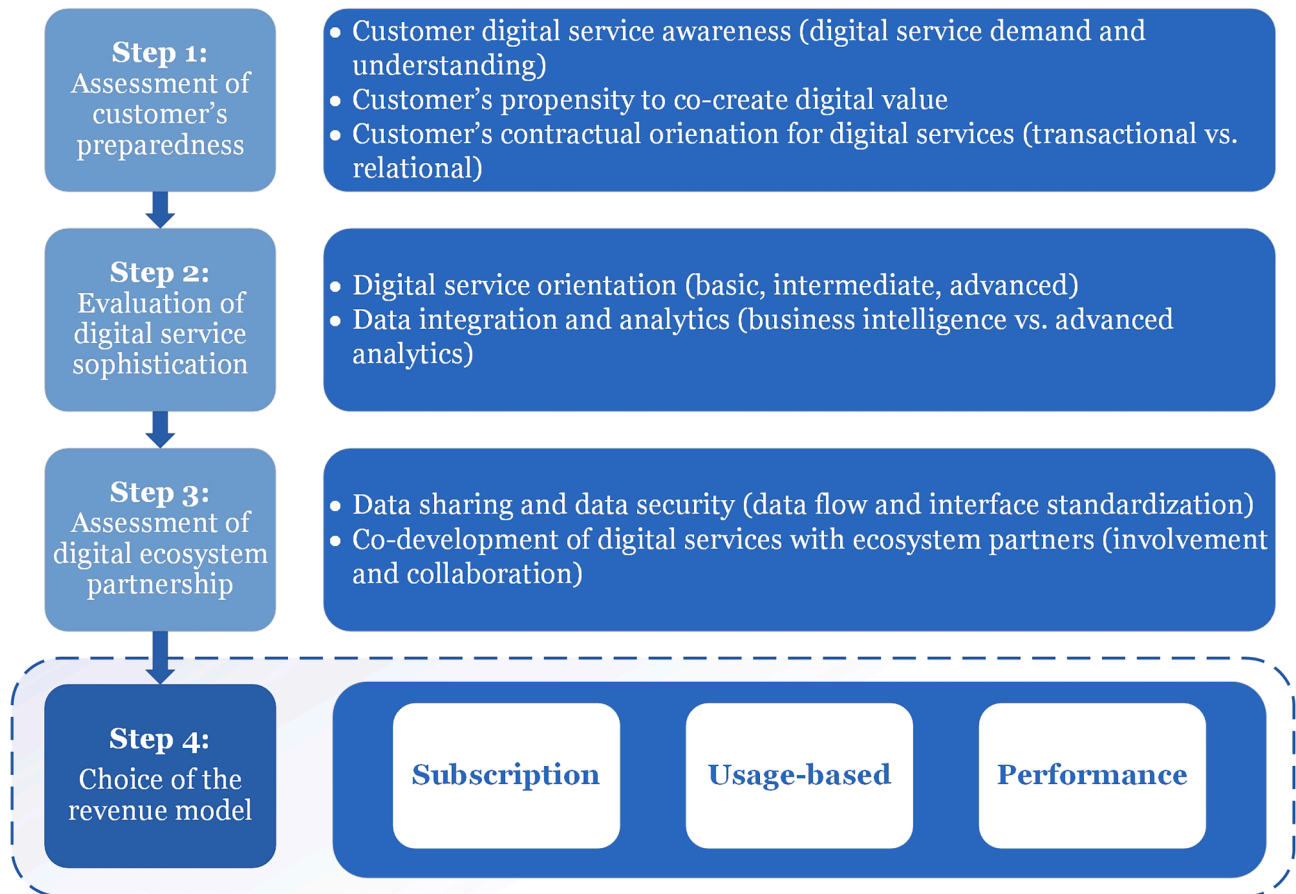 Step 1:
Assessment of
customer's
preparedness
• Customer digital service awareness (digital service demand and
understanding)
• Customer's propensity to co-create digital value
• Customer's contractual orienation for digital services (transactional vs.
relational)
Step 2:
Evaluation of
digital service
sophistication
• Digital service orientation (basic, intermediate, advanced)
• Data integration and analytics (business intelligence vs. advanced
analytics)
Step 3:
Assessment of
digital ecosystem
partnership
• Data sharing and data security (data flow and interface standardization)
• Co-development of digital services with ecosystem partners (involvement
and collaboration)
Step 4:
Choice of the
revenue model
Subscription
Usage-based
Performance